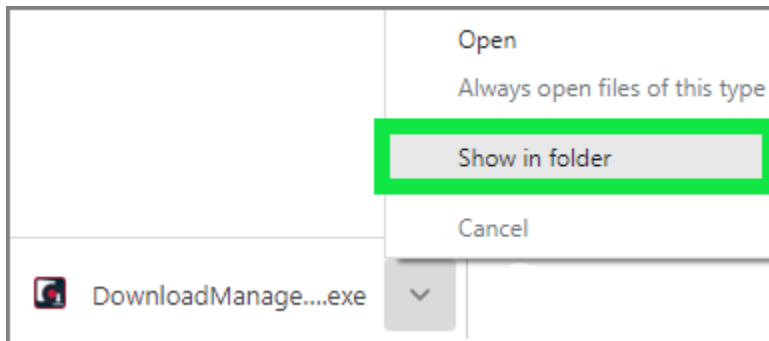 Open
Always open files of this type
Show in folder
Cancel
DownloadManage....exe